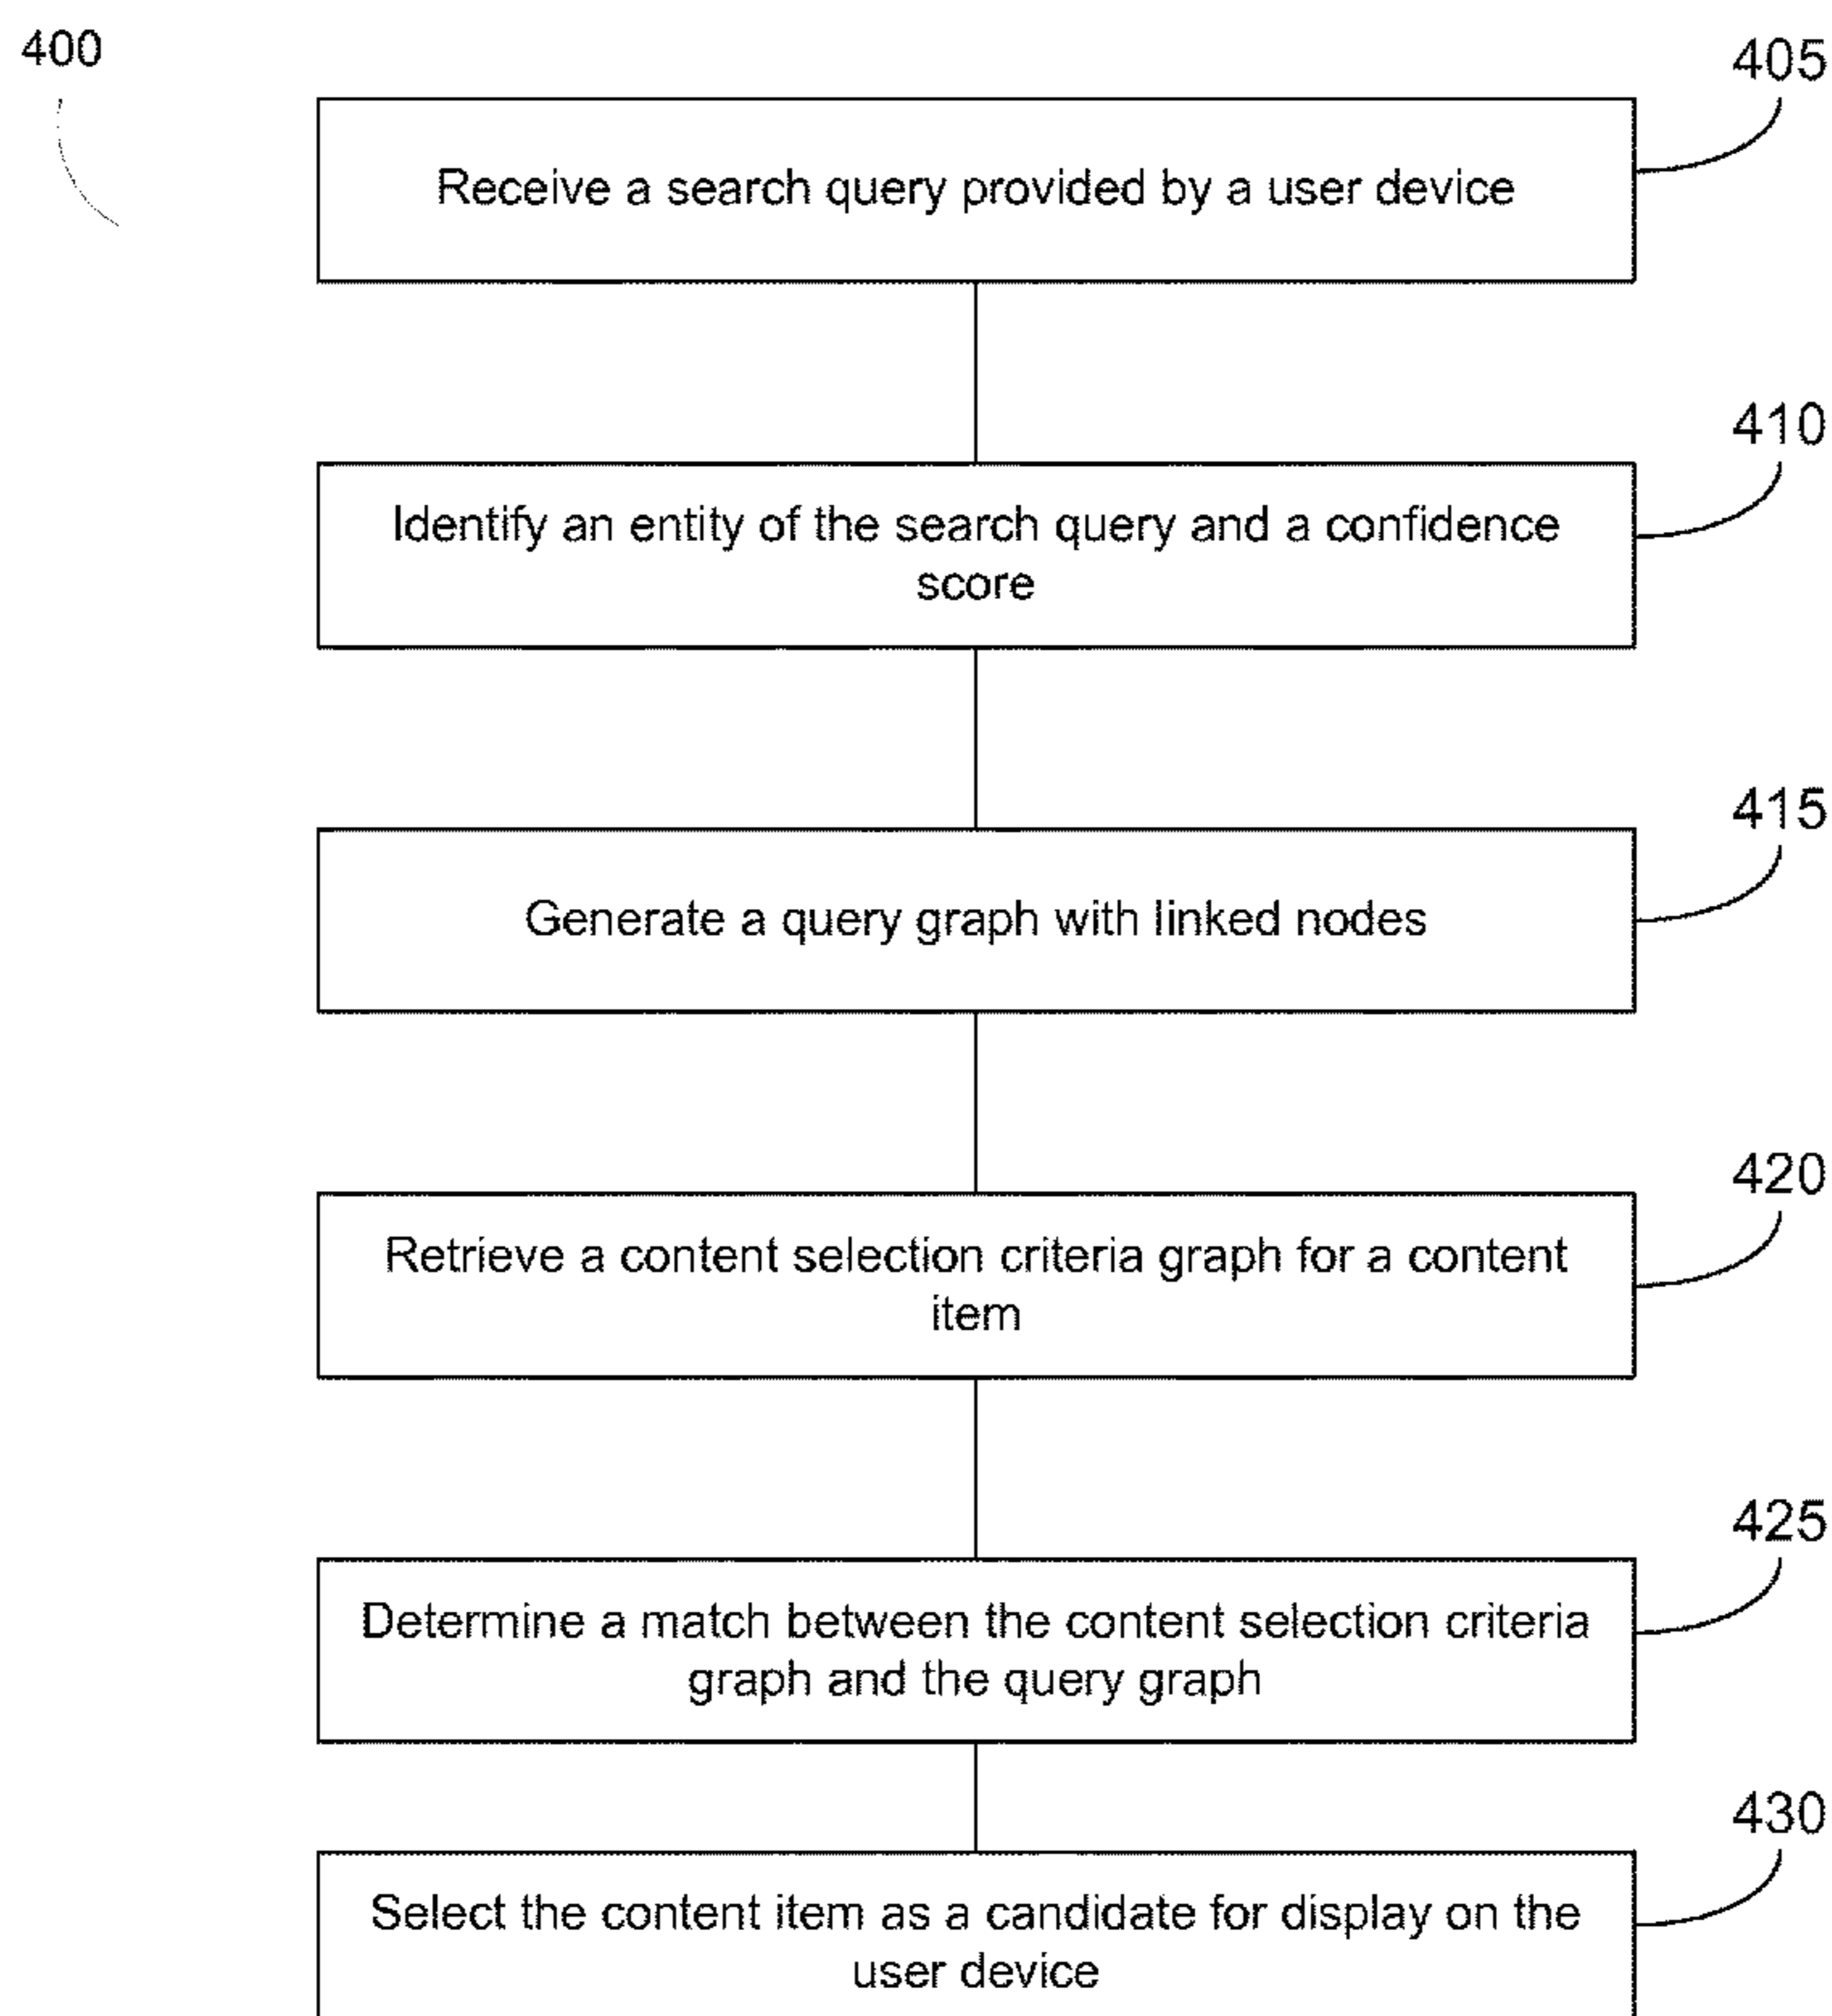 400
405
Receive a search query provided by a user device
410
Identify an entity of the search query and a confidence
score
415
Generate a query graph with linked nodes
420
Retrieve a content selection criteria graph for a content
item
425
Determine a match between the content selection criteria
graph and the query graph
430
Select the content item as a candidate for display on the
user device